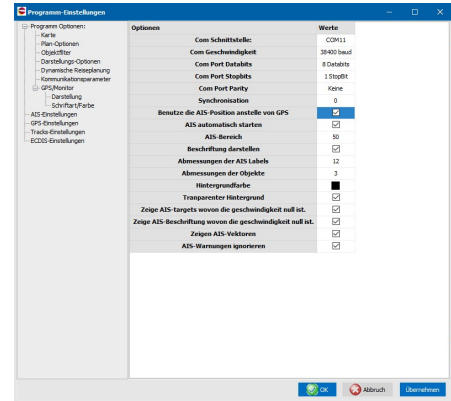 Programm-Einstellungen
Programm Optionen:
Karte
Plan-Optionen
Objektfilter
Darstellungs-Optionen
Dynamische Reiseplanung
Kommunikationsparameter
GPS/Monitor
Darstellung
Schriftart/Farbe
AIS-Einstellungen
GPS-Einstellungen
Tracks-Einstellungen
ECDIS-Einstellungen
Optionen Werte
Com Schnittstelle: COM11
Com Geschwindigkeit 38400 baud
Com Port Databits 8 Databits
Com Port Stopbits 1 StopBit
Com Port Parity Keine
Synchronisation 0
Benutze die AIS-Position anstelle von GPS
AIS automatisch starten
AIS-Bereich 50
Beschriftung darstellen
Abmessungen der AIS Labels 12
Abmessungen der Objekte 3
Hintergrundfarbe
Tranparenter Hintergrund
Zeige AIS-targets wovon die geschwindigkeit null ist.
Zeige AIS-Beschriftung wovon die geschwindigkeit null ist.
Zeigen AIS-Vektoren
AIS-Warnungen ignorieren
OK Abbruch Übernehmen